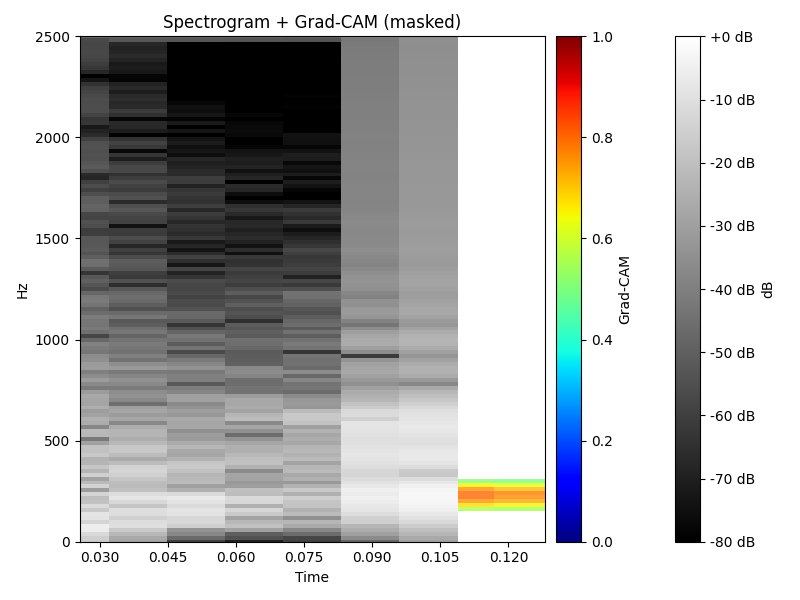 Spectrogram + Grad-CAM (masked)
2500
2000
1500
1000
500
0
Hz
0.030
0.045
0.060
0.075
0.090
0.105
0.120
Time
1.0
0.8
0.6
0.4
0.2
0.0
Grad-CAM
+0 dB
-10 dB
-20 dB
-30 dB
-40 dB
-50 dB
-60 dB
-70 dB
-80 dB
dB